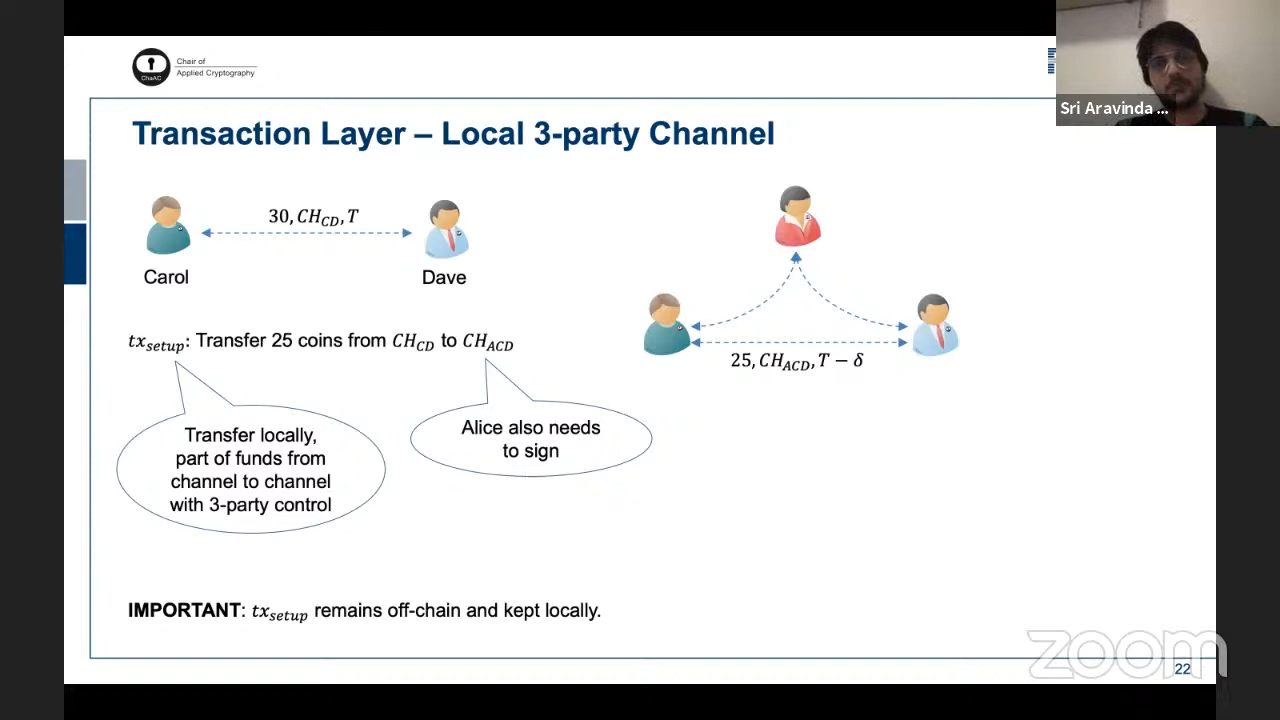 Chair of
Applied Cryptography
ChaAC
Sri Aravinda ...
Transaction Layer – Local 3-party Channel
30, CH_CD, T
Carol
Dave
tx_setup: Transfer 25 coins from CH_CD to CH_ACD
25, CH_ACD, T − δ
Transfer locally,
part of funds from
channel to channel
with 3-party control
Alice also needs
to sign
IMPORTANT: tx_setup remains off-chain and kept locally.
zoom
22